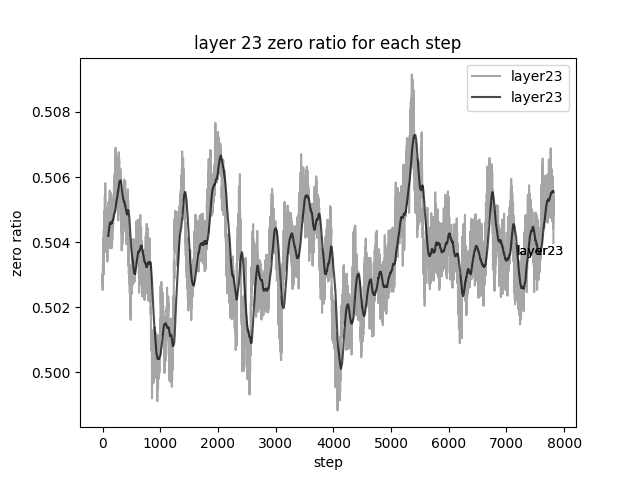 layer 23 zero ratio for each step
layer23
layer23
0.508
0.506
0.504
0.502
0.500
zero ratio
layer23
0
1000
2000
3000
4000
5000
6000
7000
8000
step